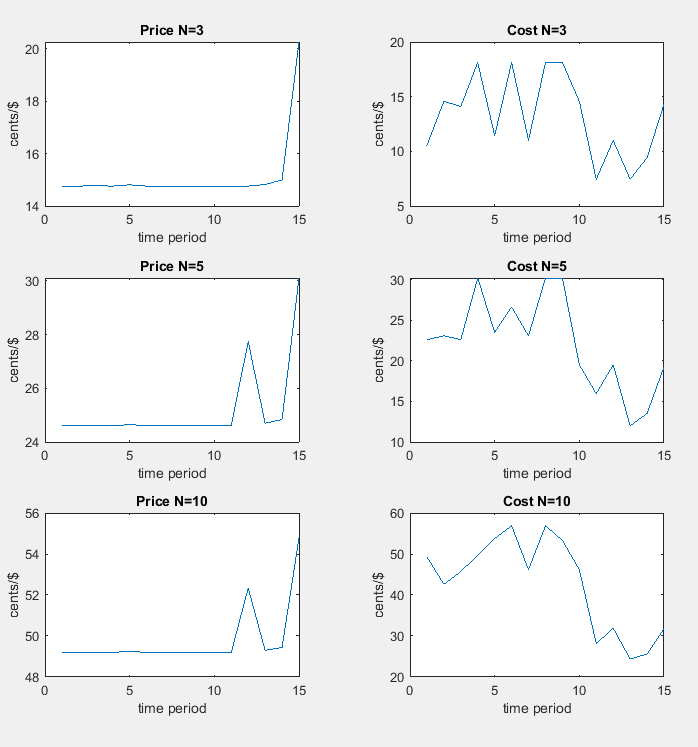 Price N=3
cents/$
20
18
16
14
0 5 10 15
time period
Cost N=3
cents/$
20
15
10
5
0 5 10 15
time period
Price N=5
cents/$
30
28
26
24
0 5 10 15
time period
Cost N=5
cents/$
30
25
20
15
10
0 5 10 15
time period
Price N=10
cents/$
56
54
52
50
48
0 5 10 15
time period
Cost N=10
cents/$
60
50
40
30
20
0 5 10 15
time period